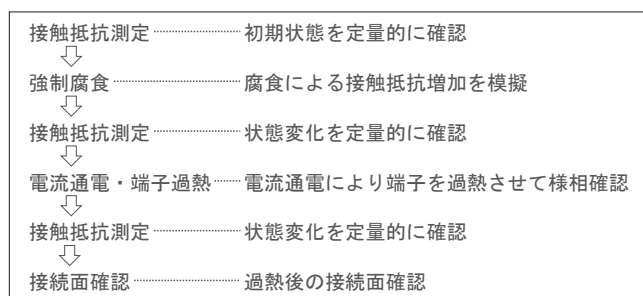 接触抵抗測定 初期状態を定量的に確認
強制腐食 腐食による接触抵抗増加を模擬
接触抵抗測定 状態変化を定量的に確認
電流通電・端子過熱 電流通電により端子を過熱させて様相確認
接触抵抗測定 状態変化を定量的に確認
接続面確認 過熱後の接続面確認